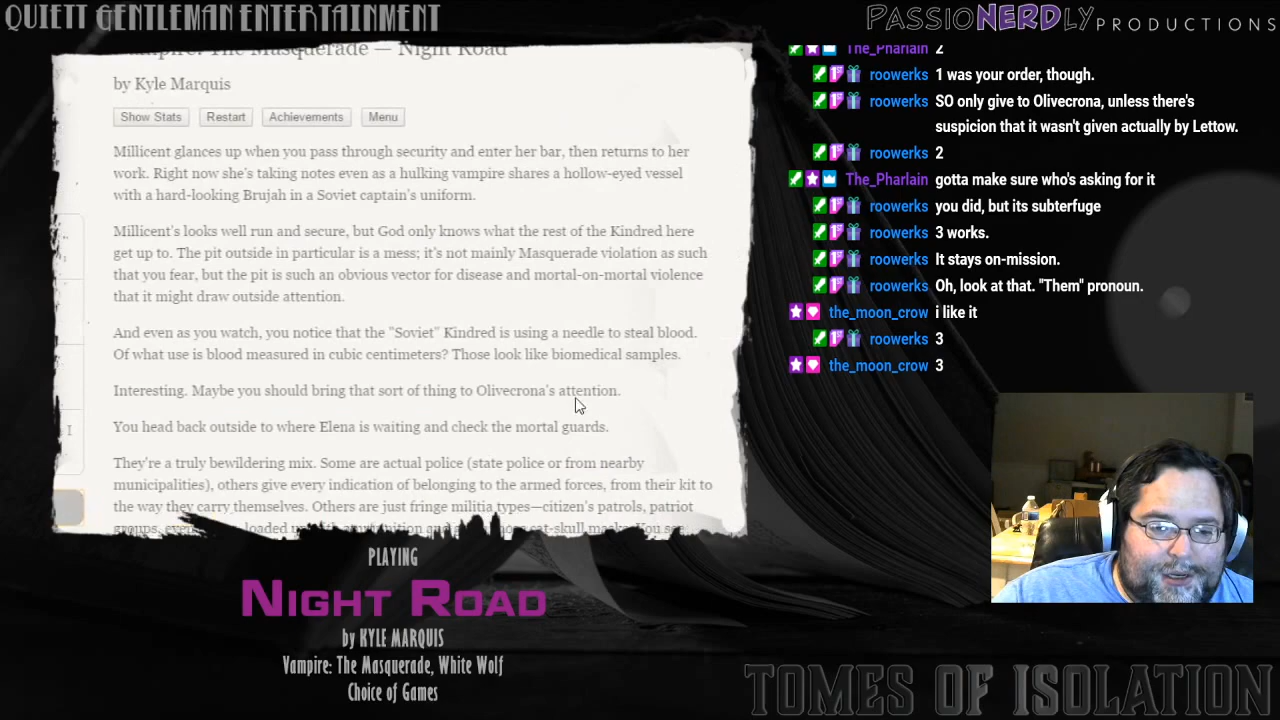 QUIETT GENTLEMAN ENTERTAINMENT
PASSIONERDLY PRODUCTIONS
Vampire: The Masquerade — Night Road
by Kyle Marquis
Show Stats Restart Achievements Menu
Millicent glances up when you pass through security and enter her bar, then returns to her
work. Right now she's taking notes even as a hulking vampire shares a hollow-eyed vessel
with a hard-looking Brujah in a Soviet captain's uniform.
Millicent's looks well run and secure, but God only knows what the rest of the Kindred here
get up to. The pit outside in particular is a mess; it's not mainly Masquerade violation as such
that you fear, but the pit is such an obvious vector for disease and mortal-on-mortal violence
that it might draw outside attention.
And even as you watch, you notice that the "Soviet" Kindred is using a needle to steal blood.
Of what use is blood measured in cubic centimeters? Those look like biomedical samples.
Interesting. Maybe you should bring that sort of thing to Olivecrona's attention.
You head back outside to where Elena is waiting and check the mortal guards.
They're a truly bewildering mix. Some are actual police (state police or from nearby
municipalities), others give every indication of belonging to the armed forces, from their kit to
the way they carry themselves. Others are just fringe militia types—citizen's patrols, patriot
groups, loaded and cat-skull masks. You see:
I
The_Pharlain 2
roowerks 1 was your order, though.
roowerks SO only give to Olivecrona, unless there's
suspicion that it wasn't given actually by Lettow.
roowerks 2
The_Pharlain gotta make sure who's asking for it
roowerks you did, but its subterfuge
roowerks 3 works.
roowerks It stays on-mission.
roowerks Oh, look at that. "Them" pronoun.
the_moon_crow i like it
roowerks 3
the_moon_crow 3
PLAYING
NIGHT ROAD
by KYLE MARQUIS
Vampire: The Masquerade, White Wolf
Choice of Games
TOMES OF ISOLATION